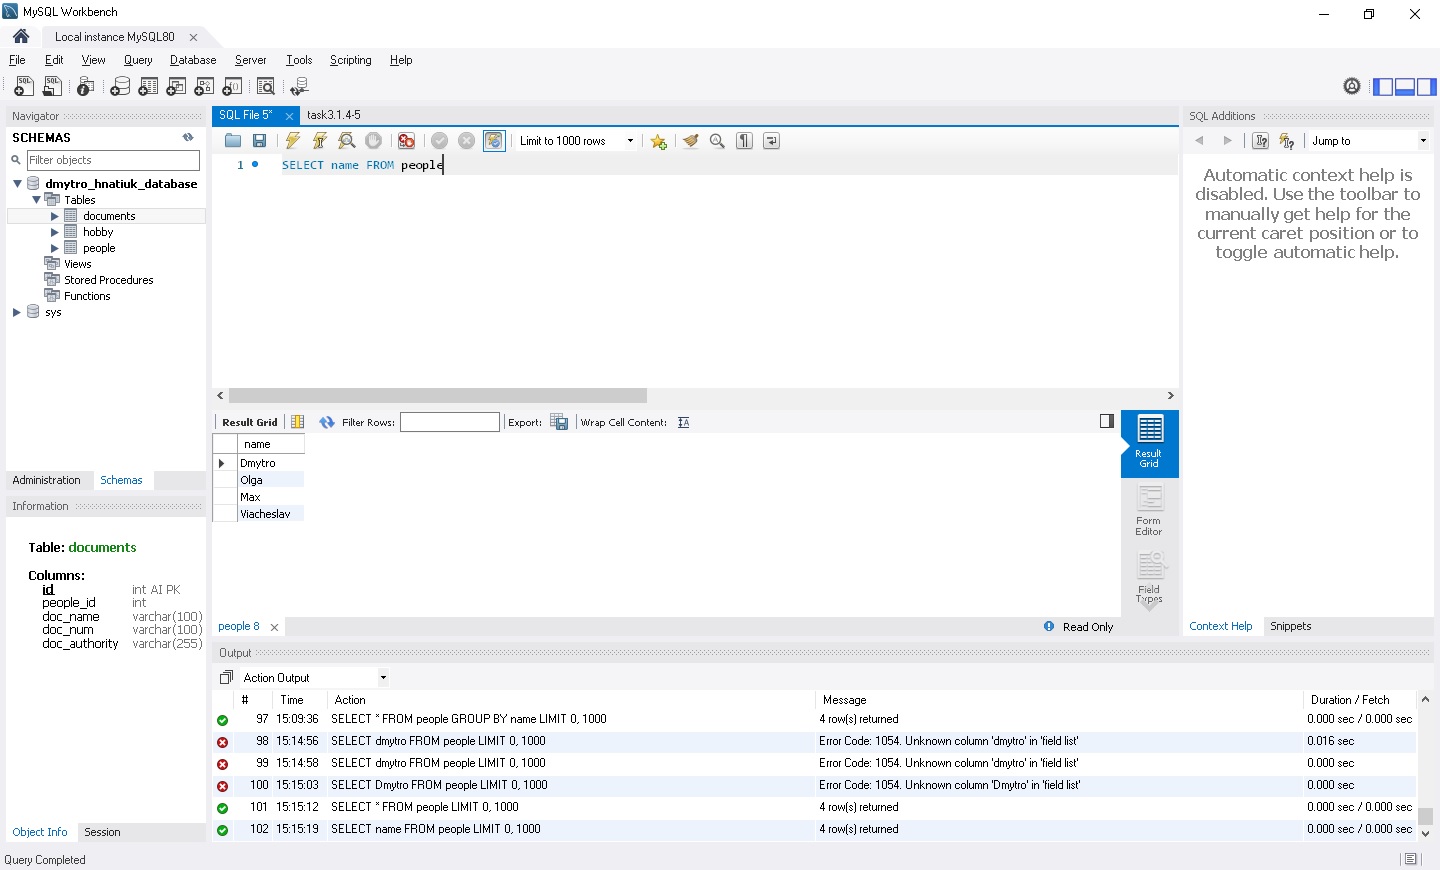 MySQL Workbench
Local instance MySQL80
File Edit View Query Database Server Tools Scripting Help
Navigator
SCHEMAS
Filter objects
dmytro_hnatiuk_database
Tables
documents
hobby
people
Views
Stored Procedures
Functions
sys
Administration Schemas
Information
Table: documents
Columns:
id int AI PK
people_id int
doc_name varchar(100)
doc_num varchar(100)
doc_authority varchar(255)
Object Info Session
SQL File 5* task3.1.4-5
Limit to 1000 rows
1 SELECT name FROM people
Result Grid Filter Rows: Export: Wrap Cell Content:
name
Dmytro
Olga
Max
Viacheslav
Result
Grid
Form
Editor
Field
Types
people 8 Read Only
SQL Additions
Jump to
Automatic context help is
disabled. Use the toolbar to
manually get help for the
current caret position or to
toggle automatic help.
Context Help Snippets
Output
Action Output
# Time Action Message Duration / Fetch
97 15:09:36 SELECT * FROM people GROUP BY name LIMIT 0, 1000 4 row(s) returned 0.000 sec / 0.000 sec
98 15:14:56 SELECT dmytro FROM people LIMIT 0, 1000 Error Code: 1054. Unknown column 'dmytro' in 'field list' 0.016 sec
99 15:14:58 SELECT dmytro FROM people LIMIT 0, 1000 Error Code: 1054. Unknown column 'dmytro' in 'field list' 0.000 sec
100 15:15:03 SELECT Dmytro FROM people LIMIT 0, 1000 Error Code: 1054. Unknown column 'Dmytro' in 'field list' 0.000 sec
101 15:15:12 SELECT * FROM people LIMIT 0, 1000 4 row(s) returned 0.000 sec / 0.000 sec
102 15:15:19 SELECT name FROM people LIMIT 0, 1000 4 row(s) returned 0.000 sec / 0.000 sec
Query Completed